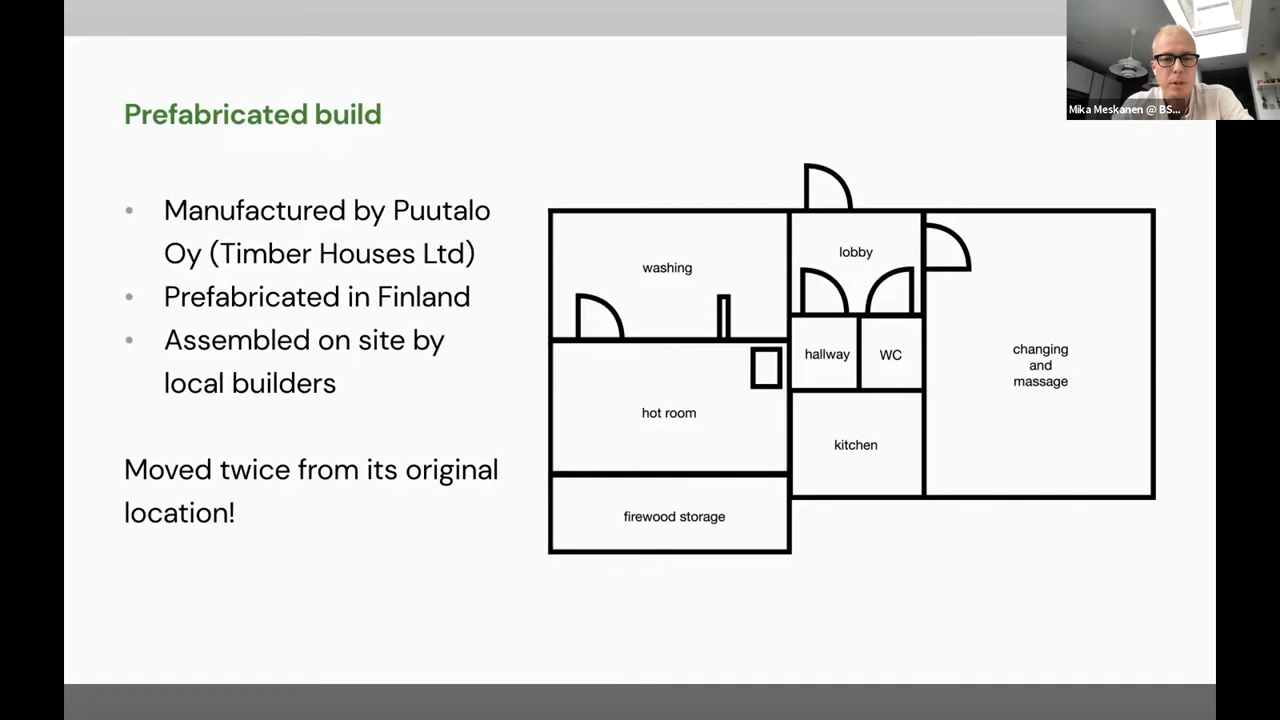 Mika Meskanen @ BS...
Prefabricated build
• Manufactured by Puutalo
Oy (Timber Houses Ltd)
• Prefabricated in Finland
• Assembled on site by
local builders
Moved twice from its original
location!
washing
lobby
hallway
WC
changing
and
massage
hot room
kitchen
firewood storage